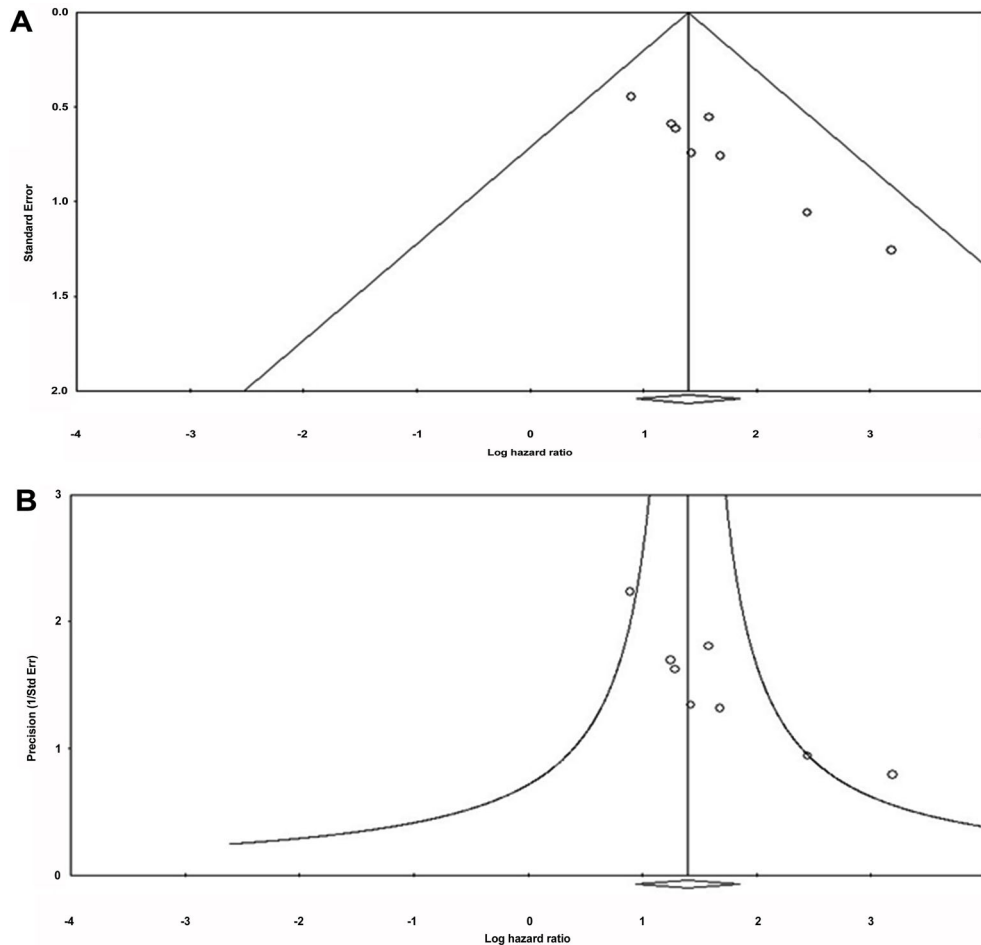 A
0.0
0.5
1.0
1.5
2.0
Standard Error
-4 -3 -2 -1 0 1 2 3
Log hazard ratio
B
3
2
1
0
Precision (1/Std Err)
-4 -3 -2 -1 0 1 2 3
Log hazard ratio